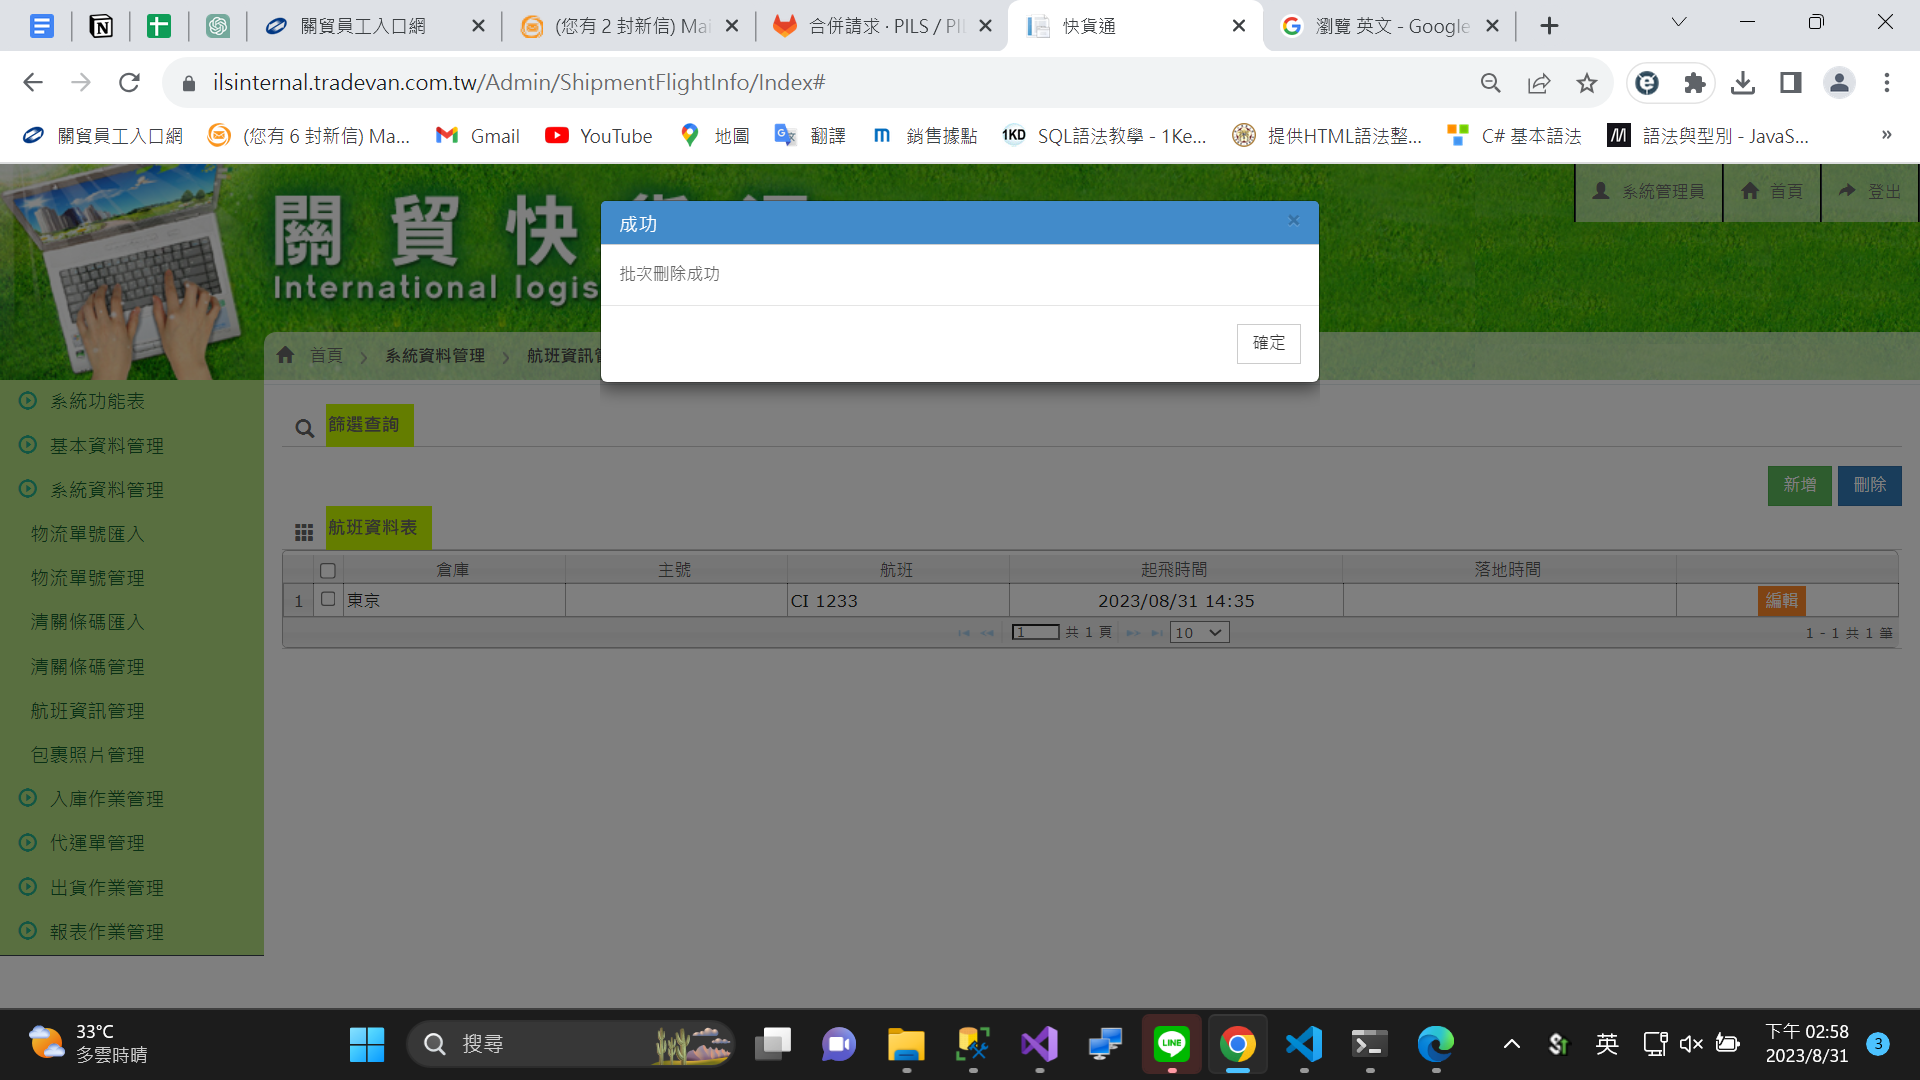 關貿員工入口網
(您有 2 封新信) Mai
合併請求 · PILS / PIL
快貨通
瀏覽 英文 - Google
ilsinternal.tradevan.com.tw/Admin/ShipmentFlightInfo/Index#
關貿員工入口網
(您有 6 封新信) Ma...
Gmail
YouTube
地圖
翻譯
銷售據點
1KD SQL語法教學 - 1Ke...
提供HTML語法整...
C# 基本語法
語法與型別 - JavaS...
»
關貿快
International logis
系統管理員
首頁
登出
成功
×
批次刪除成功
確定
首頁
系統資料管理
航班資訊
系統功能表
基本資料管理
系統資料管理
物流單號匯入
物流單號管理
清關條碼匯入
清關條碼管理
航班資訊管理
包裹照片管理
入庫作業管理
代運單管理
出貨作業管理
報表作業管理
篩選查詢
新增 刪除
航班資料表
倉庫 主號 航班 起飛時間 落地時間
1 東京 CI 1233 2023/08/31 14:35 編輯
1 共 1 頁 10 1 - 1 共 1 筆
33°C
多雲時晴
搜尋
LINE
英
下午 02:58
2023/8/31
3